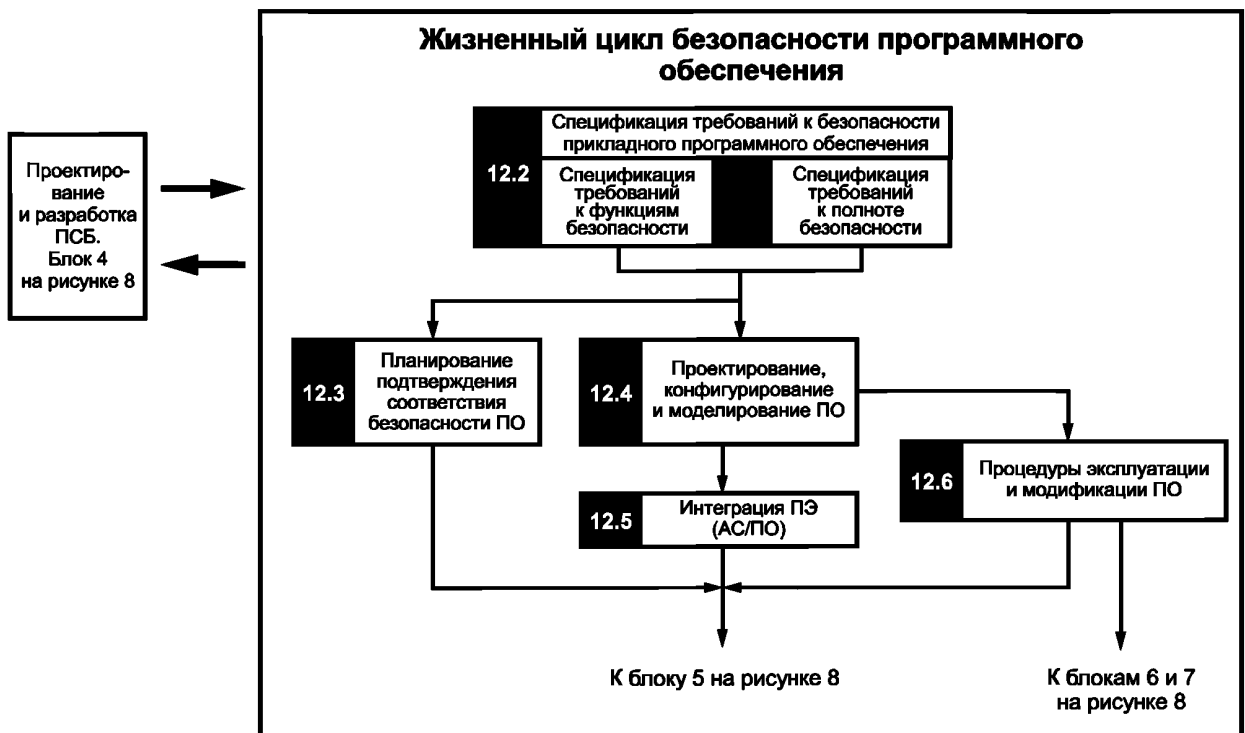 Жизненный цикл безопасности программного
обеспечения
Проектиро-
вание
и разработка
ПСБ.
Блок 4
на рисунке 8
12.2
Спецификация требований к безопасности
прикладного программного обеспечения
Спецификация
требований
к функциям
безопасности
Спецификация
требований
к полноте
безопасности
12.3
Планирование
подтверждения
соответствия
безопасности ПО
12.4
Проектирование,
конфигурирование
и моделирование ПО
12.5
Интеграция ПЭ
(АС/ПО)
12.6
Процедуры эксплуатации
и модификации ПО
К блоку 5 на рисунке 8
К блокам 6 и 7
на рисунке 8